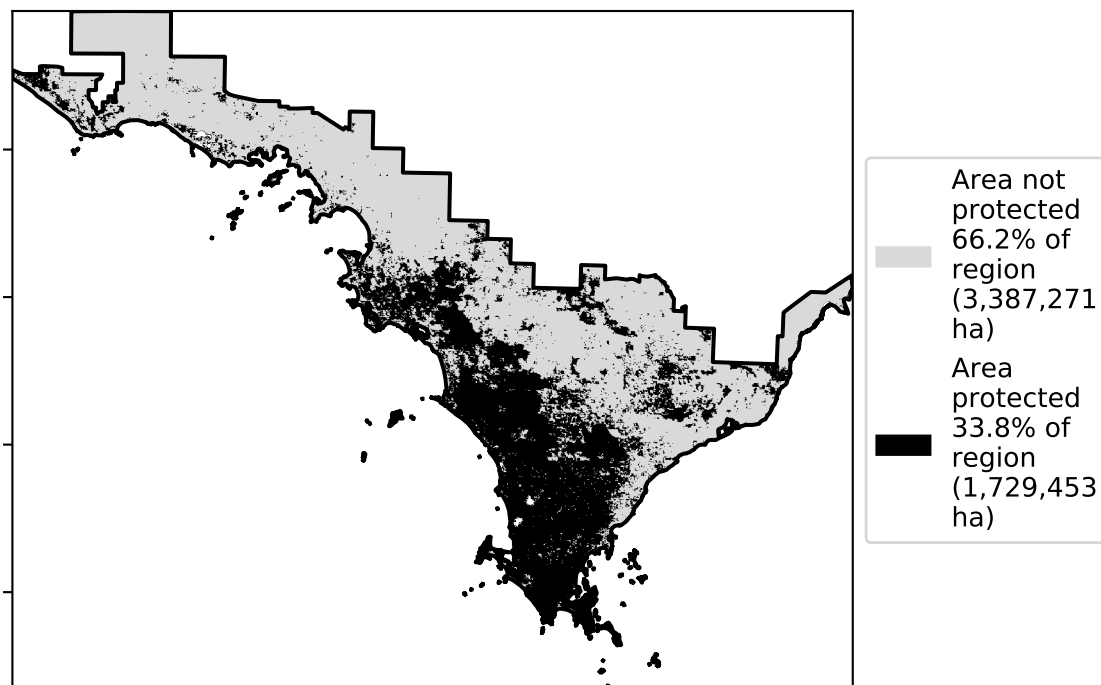 Area not
protected
66.2% of
region
(3,387,271
ha)
Area
protected
33.8% of
region
(1,729,453
ha)